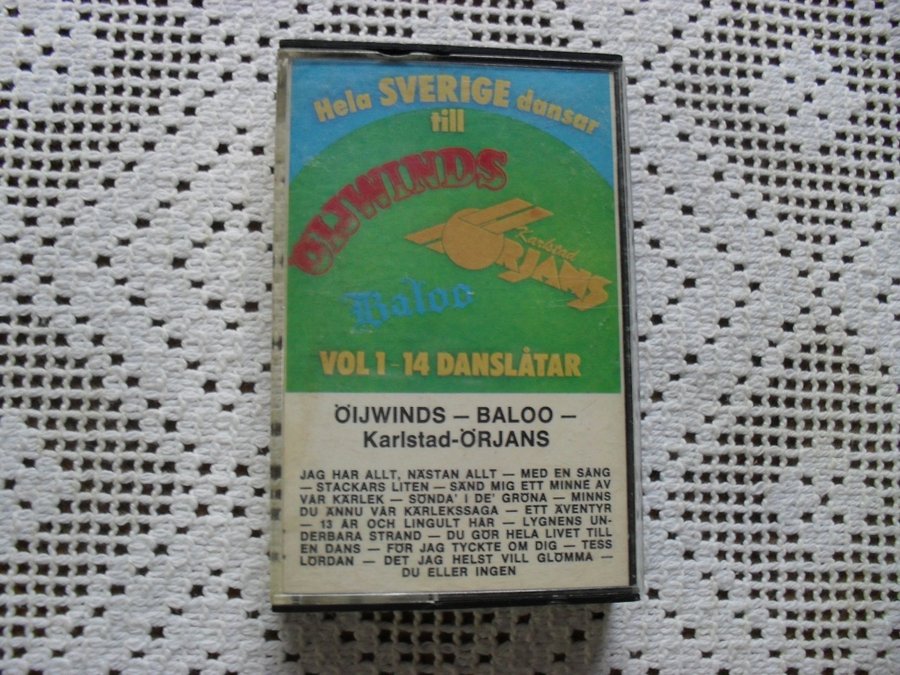 Hela SVERIGE dansar
till
ÖIJWINDS
Karlstad
ÖRJANS
Baloo
VOL 1-14 DANSLÅTAR
ÖIJWINDS – BALOO –
Karlstad-ÖRJANS
JAG HAR ALLT, NÄSTAN ALLT – MED EN SÅNG
– STACKARS LITEN – SÄND MIG ETT MINNE AV
VÅR KÄRLEK – SÖNDA' I DE' GRÖNA – MINNS
DU ÄNNU VÅR KÄRLEKSSAGA – ETT ÄVENTYR
– 13 ÅR OCH LINGULT HÅR – LYGNENS UN-
DERBARA STRAND – DU GÖR HELA LIVET TILL
EN DANS – FÖR JAG TYCKTE OM DIG – TESS
LÖRDAN – DET JAG HELST VILL GLÖMMA –
DU ELLER INGEN